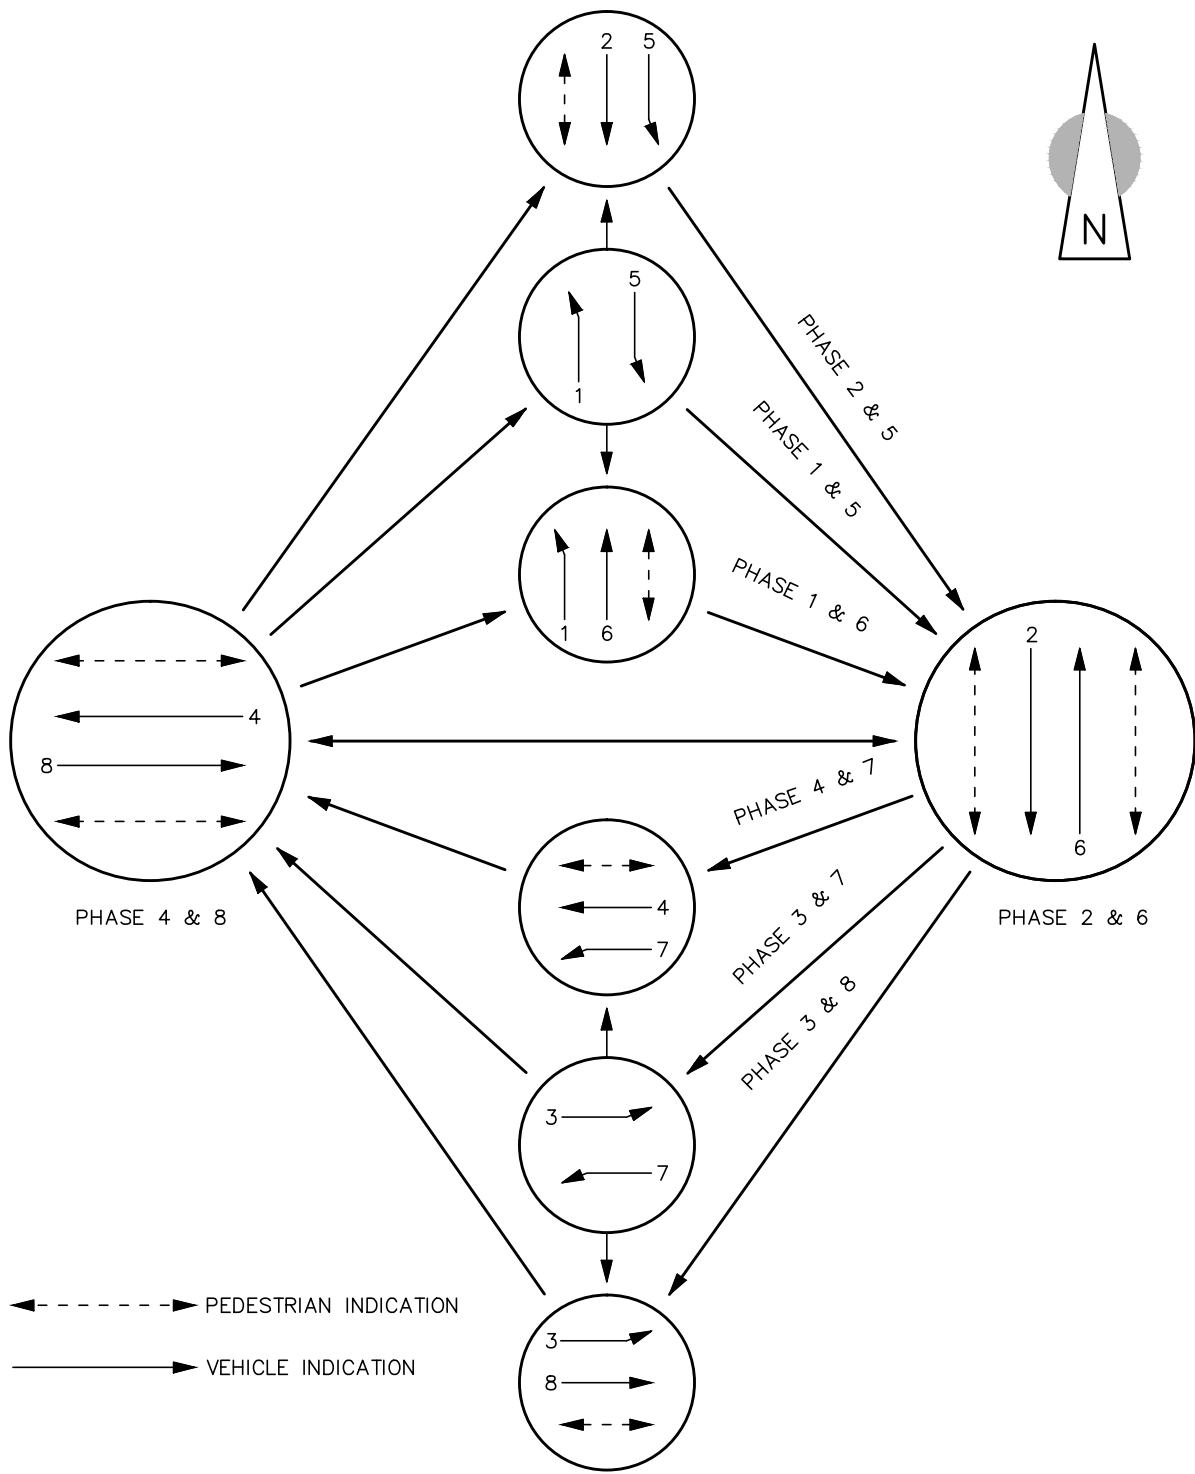 2 5
N
5
1
PHASE 2 & 5
PHASE 1 & 5
PHASE 1 & 6
1 6
2
4
8
6
PHASE 4 & 7
4
7
PHASE 4 & 8
PHASE 2 & 6
PHASE 3 & 7
PHASE 3 & 8
3
7
PEDESTRIAN INDICATION
VEHICLE INDICATION
3
8